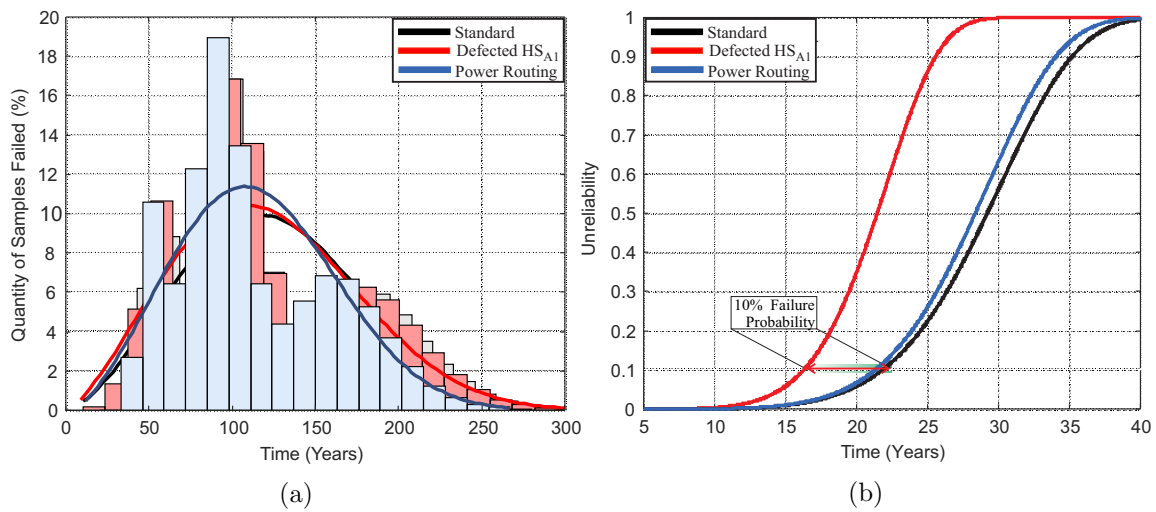 20
18
16
14
12
10
8
6
4
2
0
Quantity of Samples Failed (%)
Standard
Defected HS_A1
Power Routing
0 50 100 150 200 250 300
Time (Years)
(a)
1
0.9
0.8
0.7
0.6
0.5
0.4
0.3
0.2
0.1
0
Unreliability
Standard
Defected HS_A1
Power Routing
10% Failure
Probability
5 10 15 20 25 30 35 40
Time (Years)
(b)